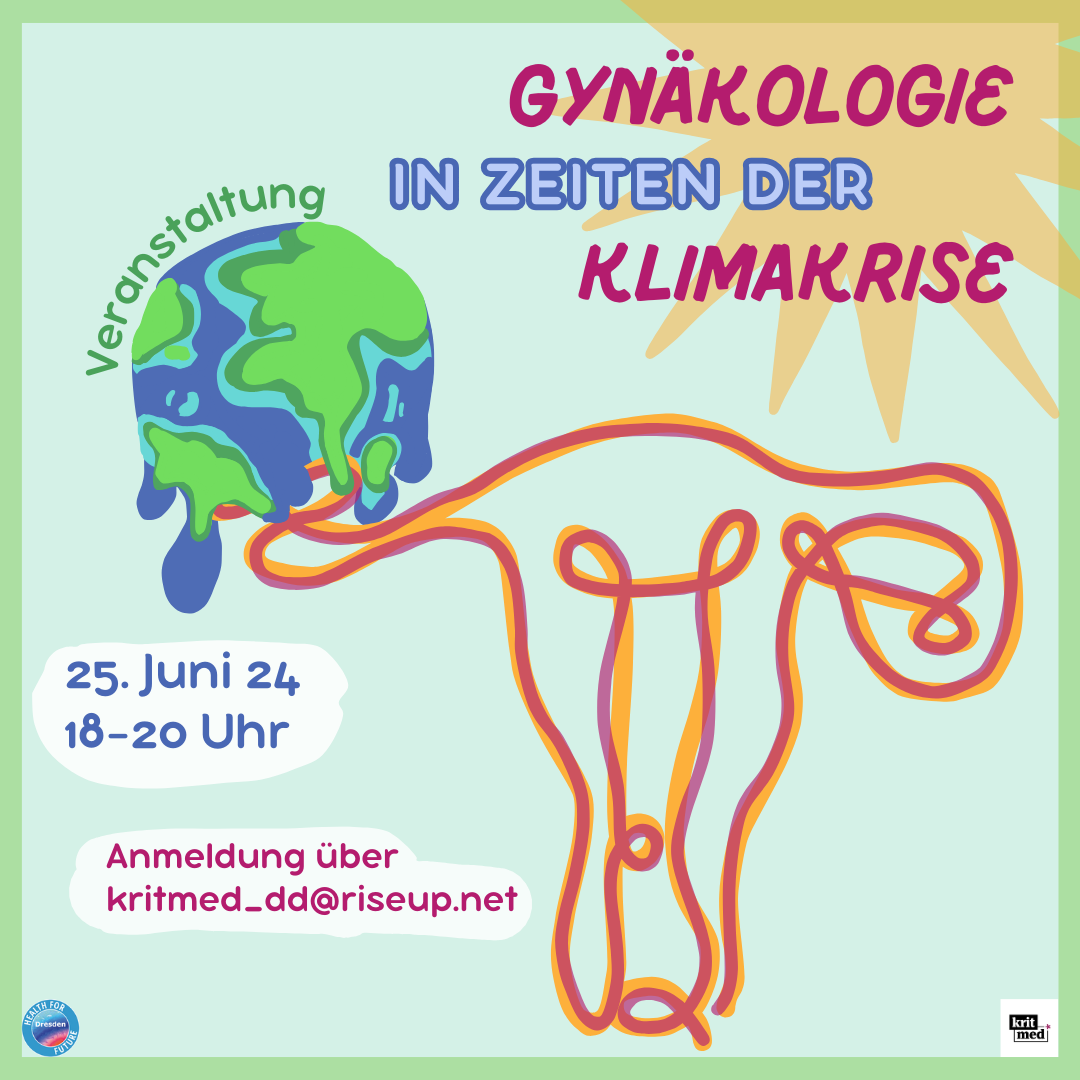 GYNÄKOLOGIE
IN ZEITEN DER
KLIMAKRISE
Veranstaltung
25. Juni 24
18-20 Uhr
Anmeldung über
kritmed_dd@riseup.net
HEALTH FOR
Dresden
FUTURE
krit
med